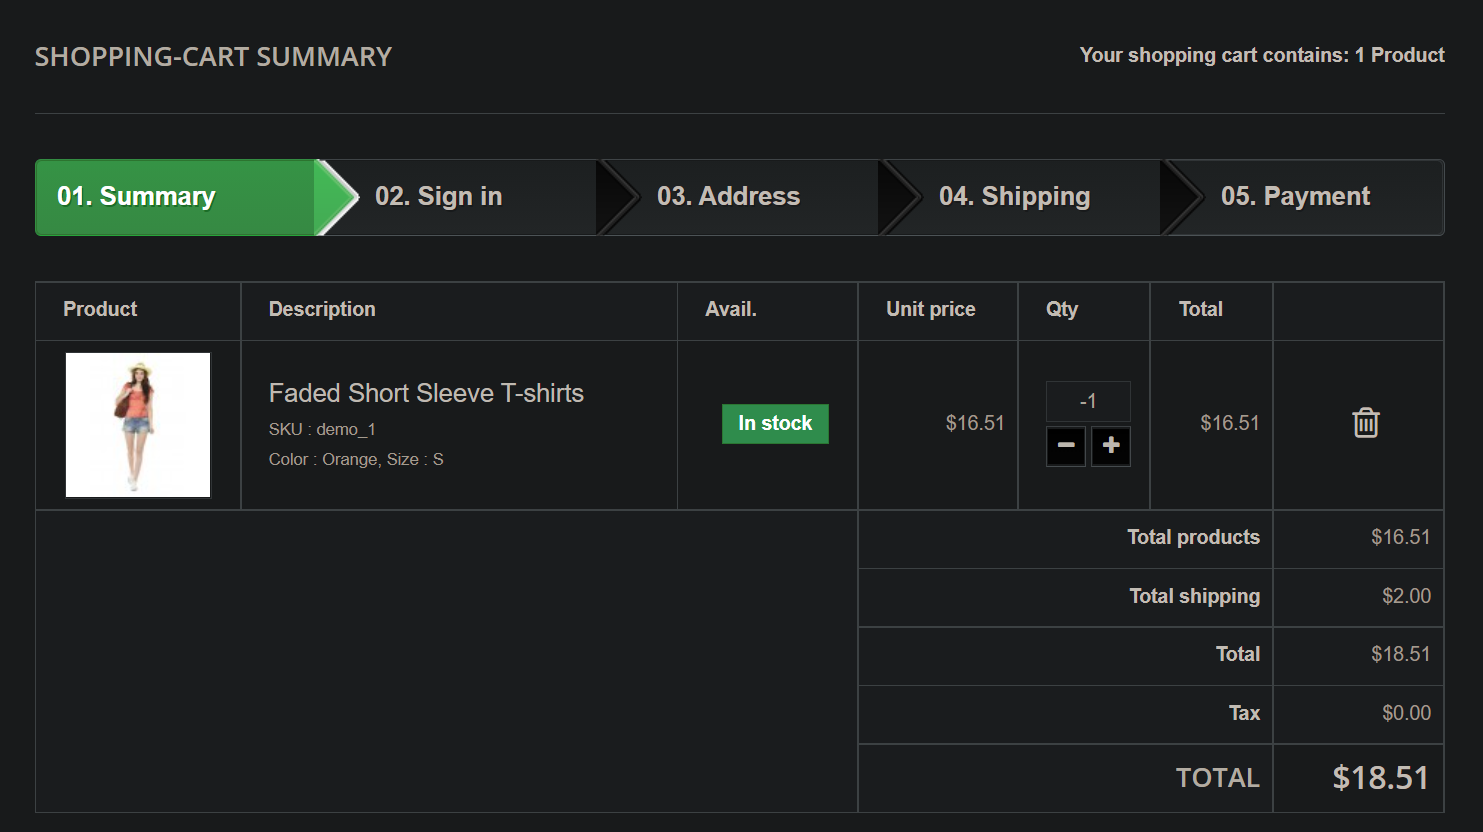 SHOPPING-CART SUMMARY
Your shopping cart contains: 1 Product
01. Summary
02. Sign in
03. Address
04. Shipping
05. Payment
Product
Description
Avail.
Unit price
Qty
Total
Faded Short Sleeve T-shirts
SKU : demo_1
Color : Orange, Size : S
In stock
$16.51
-1
$16.51
Total products
$16.51
Total shipping
$2.00
Total
$18.51
Tax
$0.00
TOTAL
$18.51